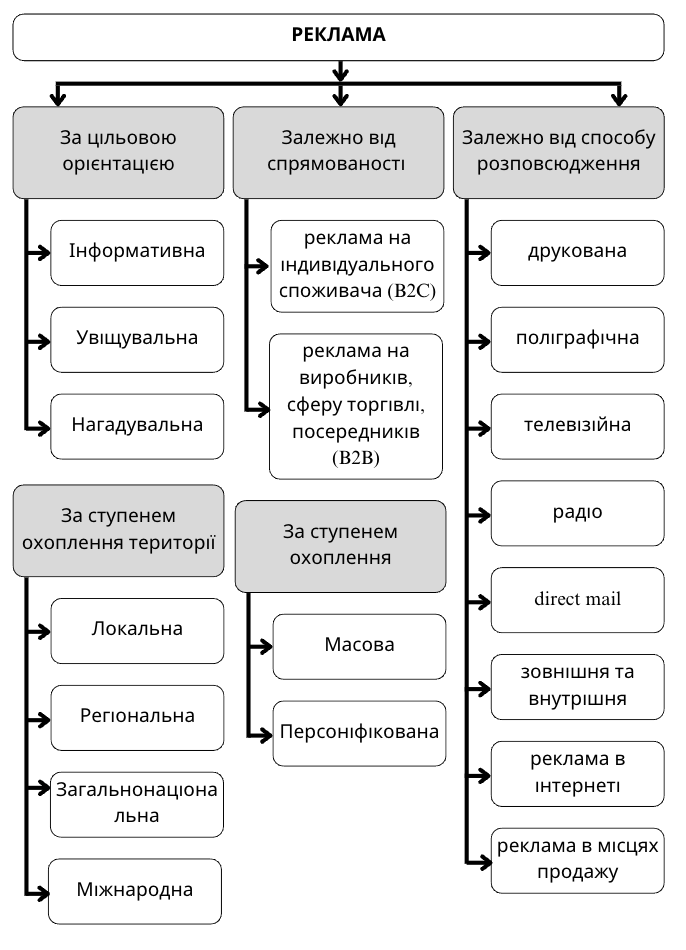 РЕКЛАМА
За цільовою
орієнтацією
Інформативна
Увіщувальна
Нагадувальна
За ступенем
охоплення території
Локальна
Регіональна
Загальнонаціона
льна
Міжнародна
Залежно від
спрямованості
реклама на
індивідуального
споживача (B2C)
реклама на
виробників,
сферу торгівлі,
посередників
(B2B)
За ступенем
охоплення
Масова
Персоніфікована
Залежно від способу
розповсюдження
друкована
поліграфічна
телевізійна
радіо
direct mail
зовнішня та
внутрішня
реклама в
інтернеті
реклама в місцях
продажу